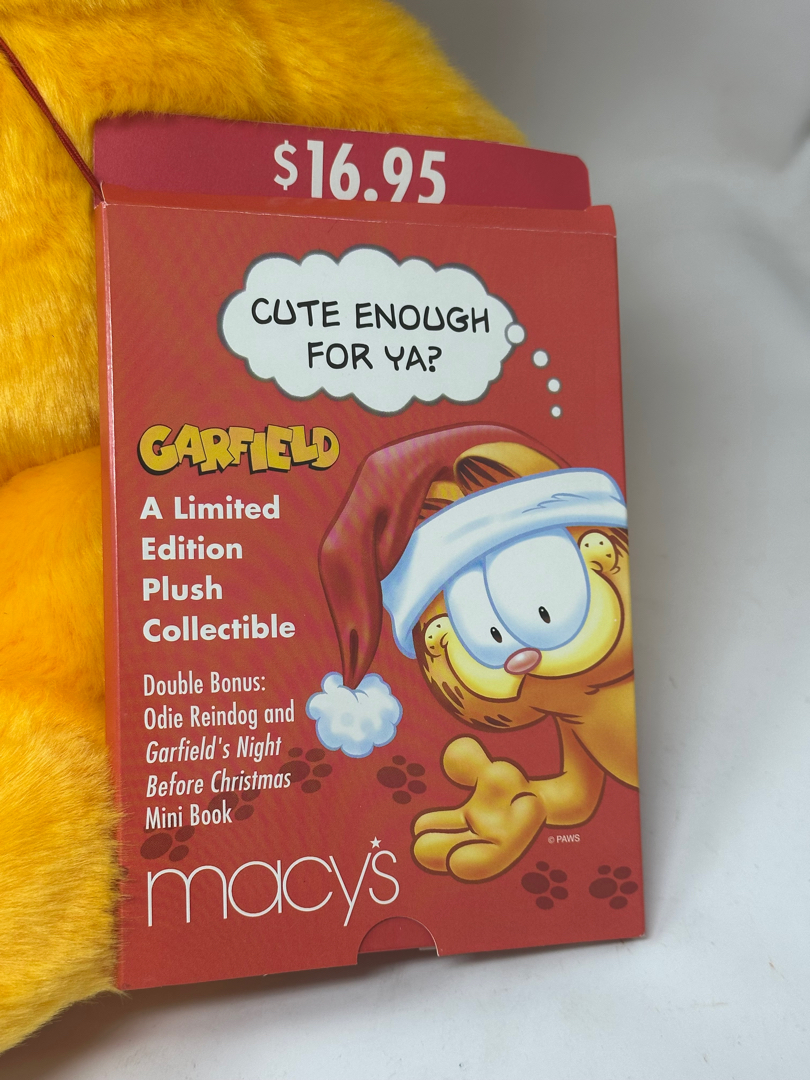 $16.95
CUTE ENOUGH
FOR YA?
GARFIELD
A Limited
Edition
Plush
Collectible
Double Bonus:
Odie Reindog and
Garfield's Night
Before Christmas
Mini Book
© PAWS
macy's